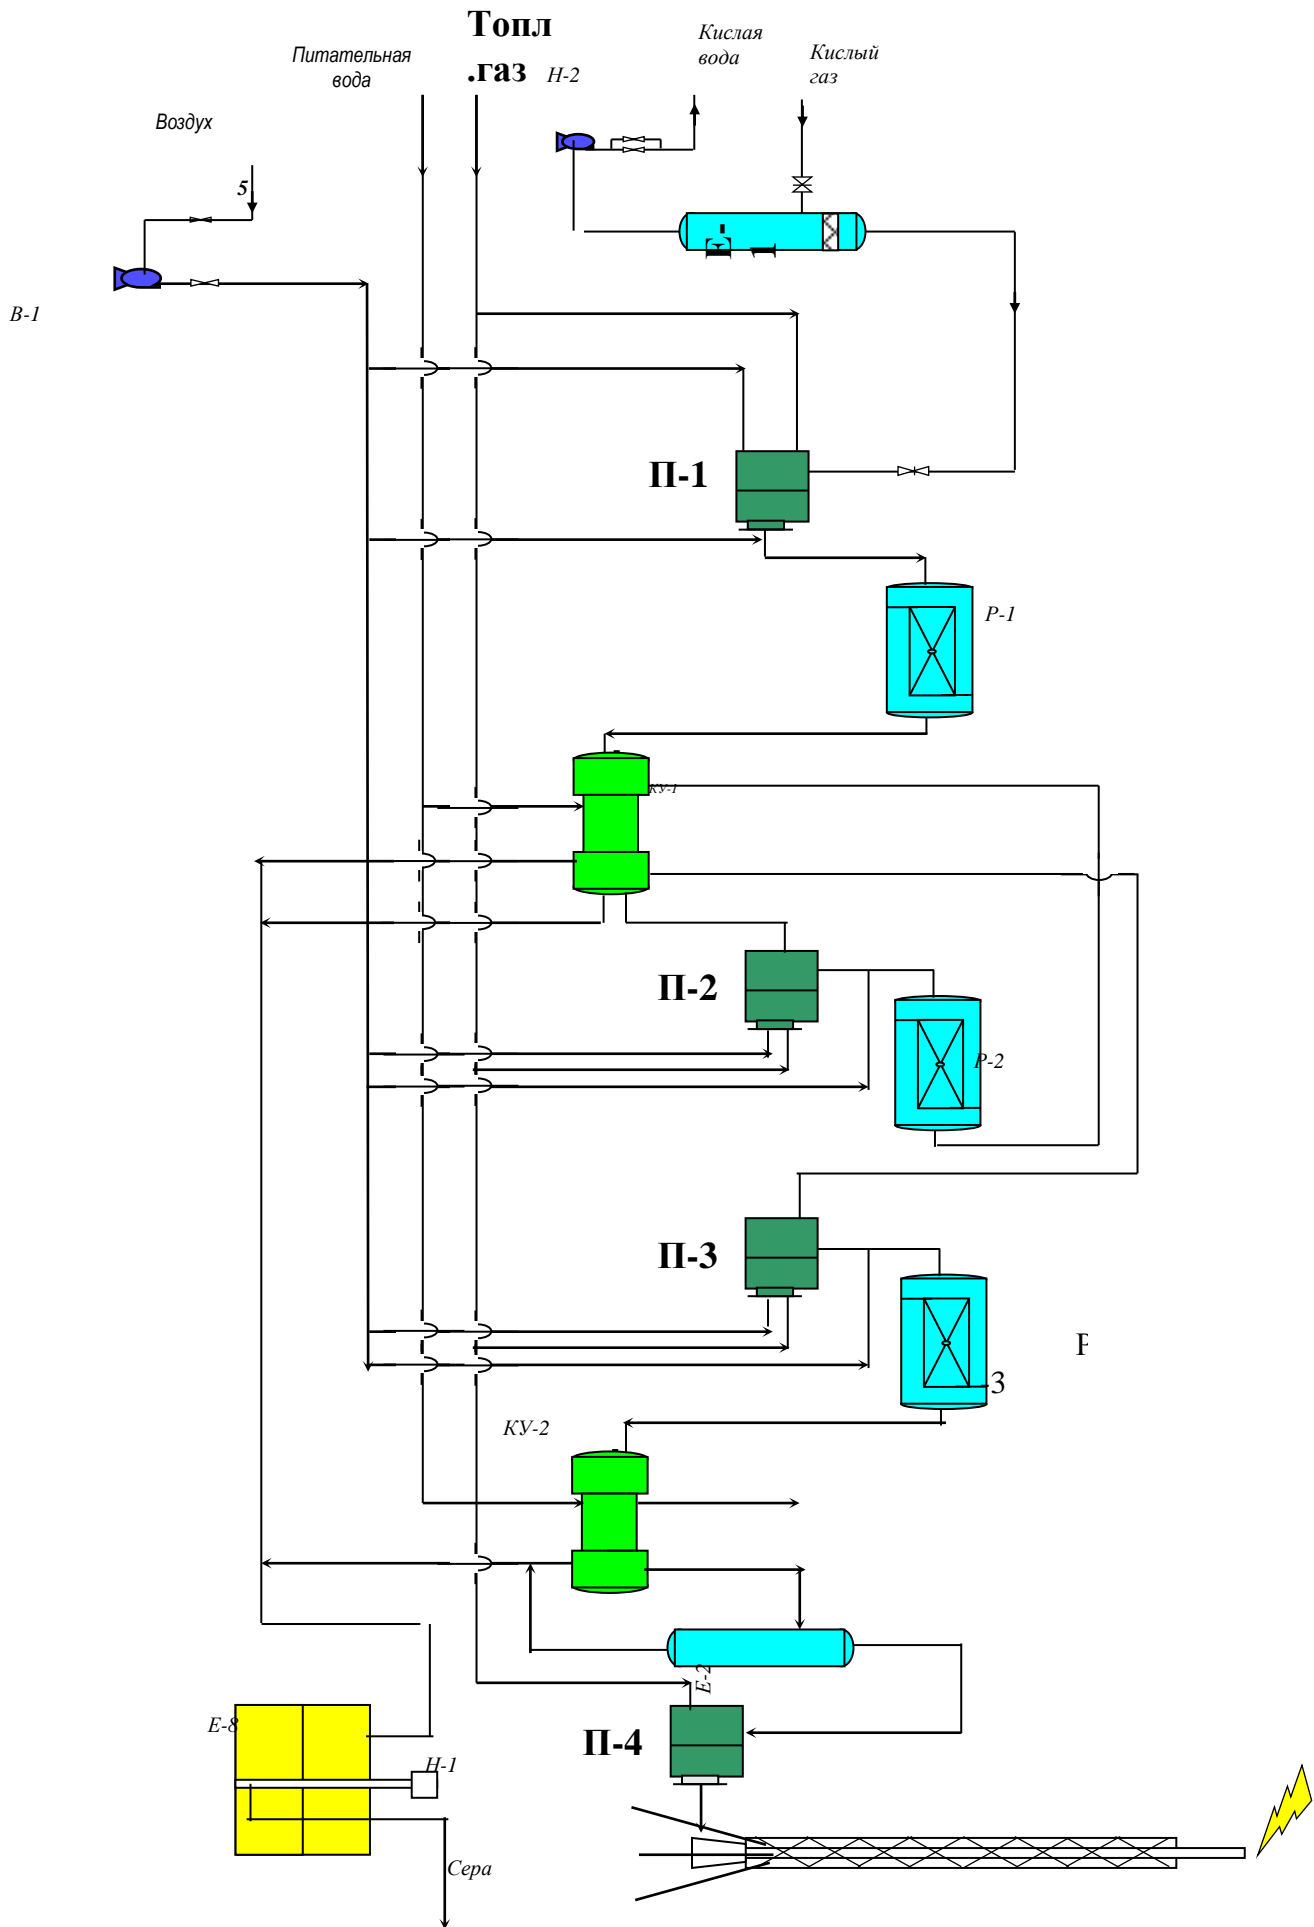 Топл
.газ
Н-2
Кислая
вода
Кислый
газ
Питательная
вода
Воздух
5
В-1
П-1
Р-1
КУ-1
П-2
Р-2
П-3
-3
КУ-2
Е-2
П-4
Е-8
Н-1
Сера